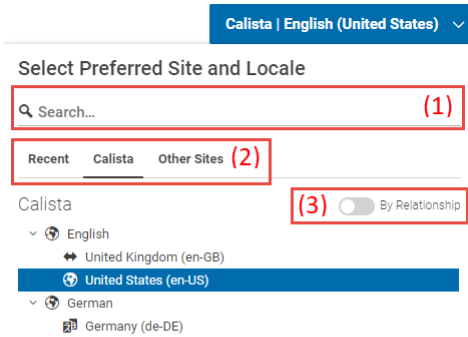 Calista | English (United States)
Select Preferred Site and Locale
Search... (1)
Recent Calista Other Sites (2)
Calista (3) By Relationship
English
United Kingdom (en-GB)
United States (en-US)
German
Germany (de-DE)